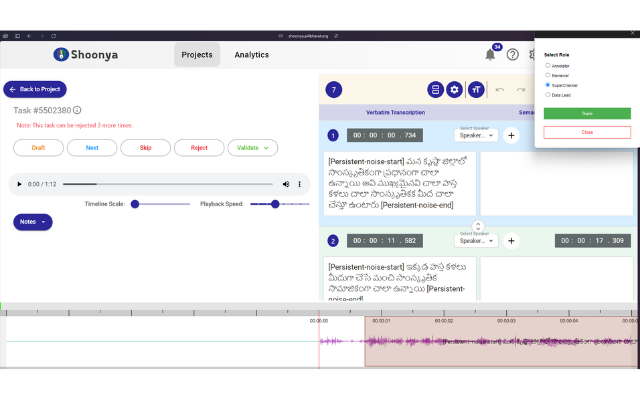 shoonya.ai4bharat.org
Shoonya
Projects
Analytics
34
Select Role
Annotator
Reviewer
SuperChecker
Data Lead
Save
Close
Back to Project
Task #5502380
Note: This task can be rejected 3 more times.
Draft
Next
Skip
Reject
Validate
0:00 / 1:12
Timeline Scale:
Playback Speed:
Notes
7
Verbatim Transcription
Seman
1
00 : 00 : 00 . 734
Select Speaker
Speaker...
[Persistent-noise-start] మన కృష్ణా జిల్లాలో
సాంస్కృతికంగా ప్రధానంగా చాలా
ఉన్నాయి అవి ముఖ్యమైనవి చాలా హస్త
కళలు చాలా సాంస్కృతిక మీద చాలా
చేస్తూ ఉంటారు [Persistent-noise-end]
2
00 : 00 : 11 . 582
Select Speaker
Speaker...
00 : 00 : 17 . 309
[Persistent-noise-start] ఇక్కడ హస్త కళలు
మీదుగా చేసే మంచి సాంస్కృతిక
సామాజికంగా చాలా ఉన్నాయి [Persistent-
noise-end]
00:00:00
00:00:01
00:00:02
00:00:03
00:00:04
00:00:05